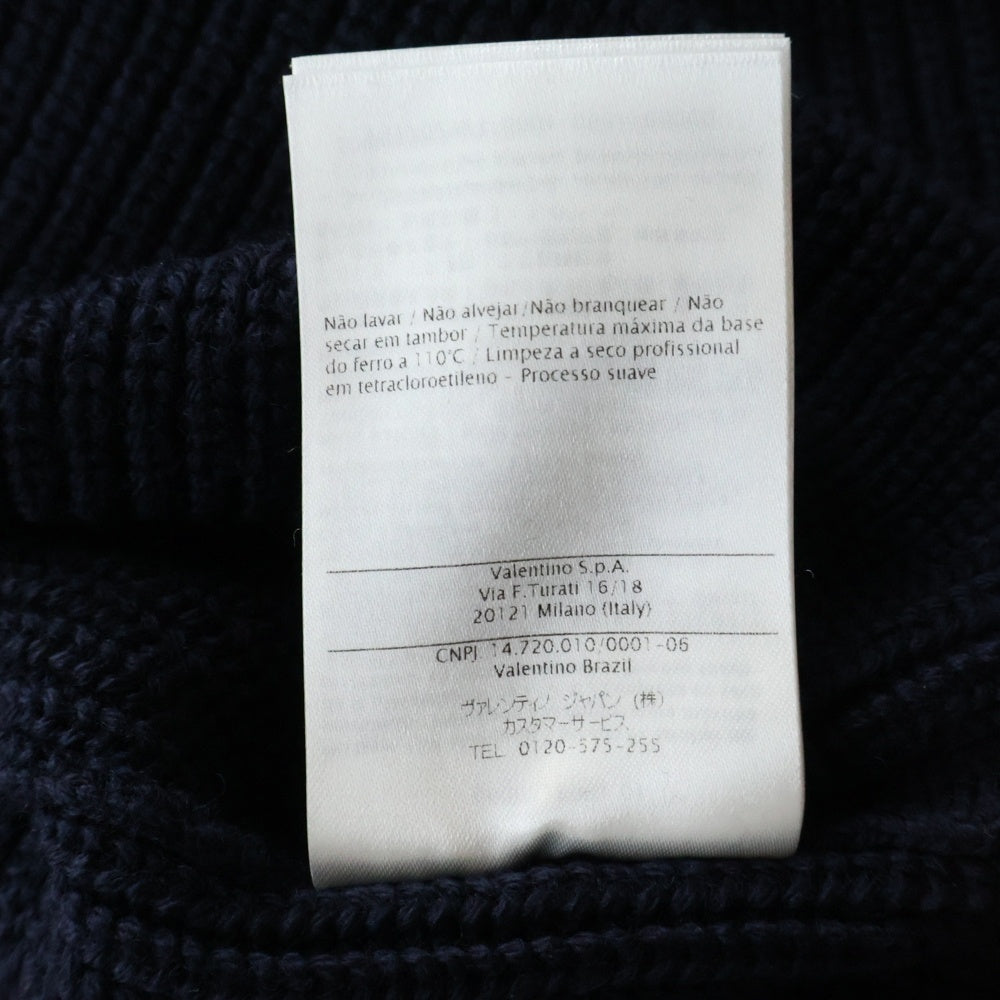 Não lavar / Não alvejar/Não branquear / Não
secar em tambor / Temperatura máxima da base
do ferro a 110°C / Limpeza a seco profissional
em tetracloroetileno - Processo suave
Valentino S.p.A.
Via F.Turati 16/18
20121 Milano (Italy)
CNPJ 14.720.010/0001-06
Valentino Brazil
ヴァレンティノ ジャパン (株)
カスタマーサービス
TEL 0120-575-255